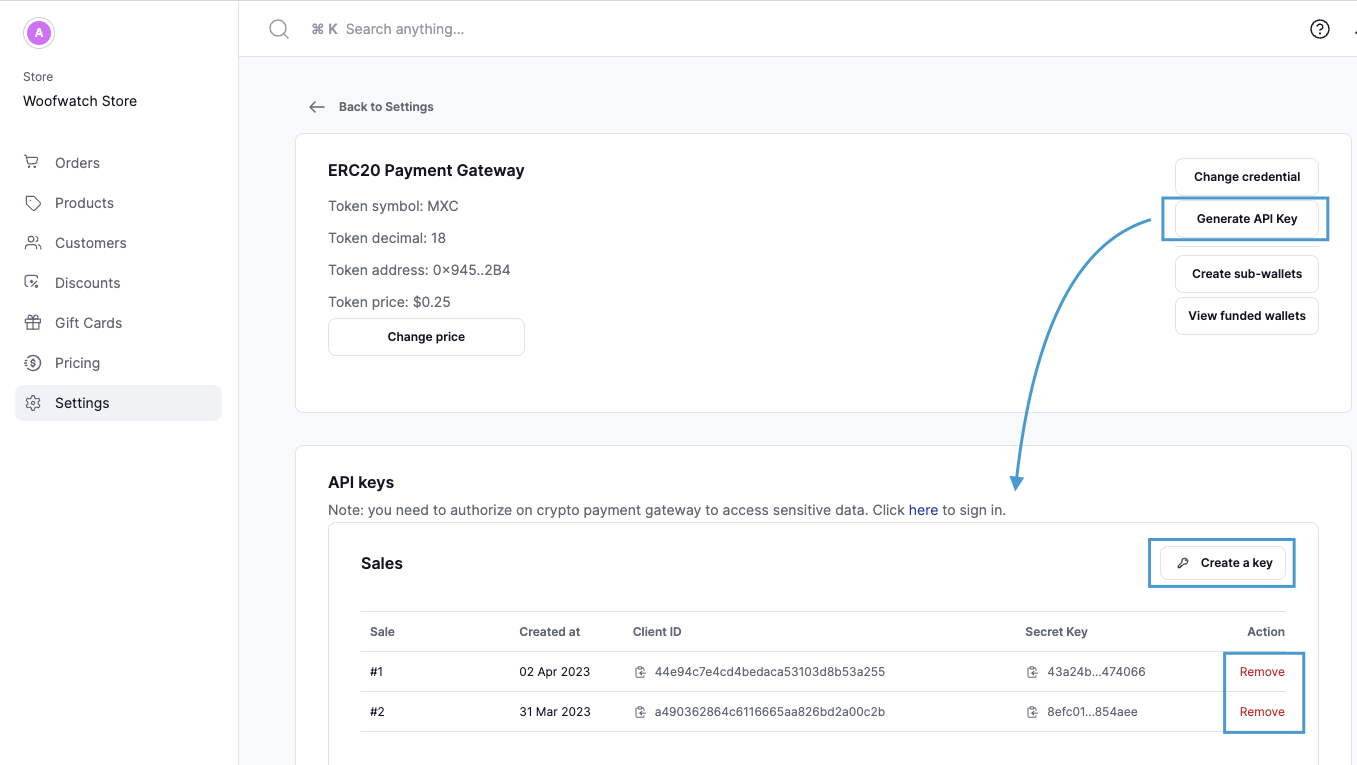 A
⌘ K Search anything...
Store
Woofwatch Store
Orders
Products
Customers
Discounts
Gift Cards
Pricing
Settings
Back to Settings
ERC20 Payment Gateway
Token symbol: MXC
Token decimal: 18
Token address: 0×945..2B4
Token price: $0.25
Change price
Change credential
Generate API Key
Create sub-wallets
View funded wallets
API keys
Note: you need to authorize on crypto payment gateway to access sensitive data. Click here to sign in.
Sales
Create a key
Sale Created at Client ID Secret Key Action
#1 02 Apr 2023 44e94c7e4cd4bedaca53103d8b53a255 43a24b...474066 Remove
#2 31 Mar 2023 a490362864c6116665aa826bd2a00c2b 8efc01...854aee Remove